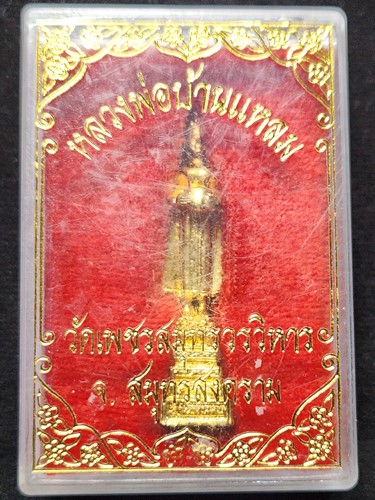 หลวงพ่อบ้านแหลม
วัดเพชรสมุทรวรวิหาร
จ. สมุทรสงคราม